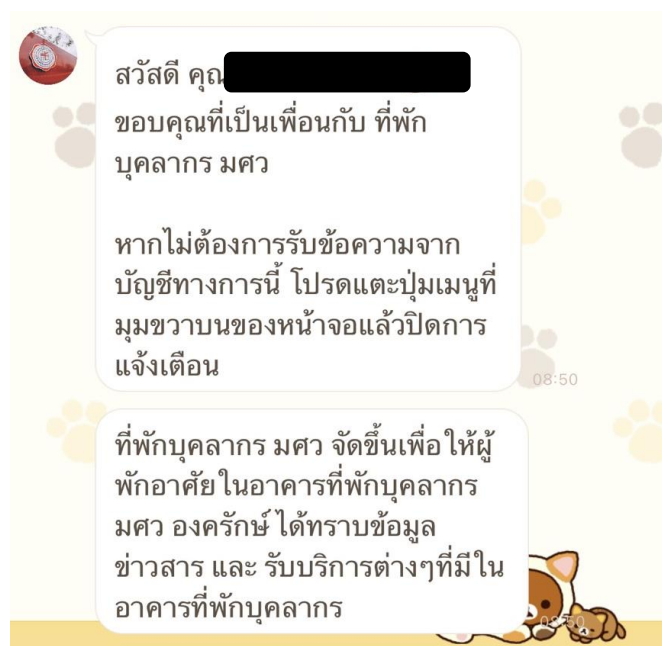 สวัสดี คุณ
ขอบคุณที่เป็นเพื่อนกับ ที่พัก
บุคลากร มศว
หากไม่ต้องการรับข้อความจาก
บัญชีทางการนี้ โปรดแตะปุ่มเมนูที่
มุมขวาบนของหน้าจอแล้วปิดการ
แจ้งเตือน
08:50
ที่พักบุคลากร มศว จัดขึ้นเพื่อให้ผู้
พักอาศัยในอาคารที่พักบุคลากร
มศว องครักษ์ ได้ทราบข้อมูล
ข่าวสาร และ รับบริการต่างๆที่มีใน
อาคารที่พักบุคลากร
08:50